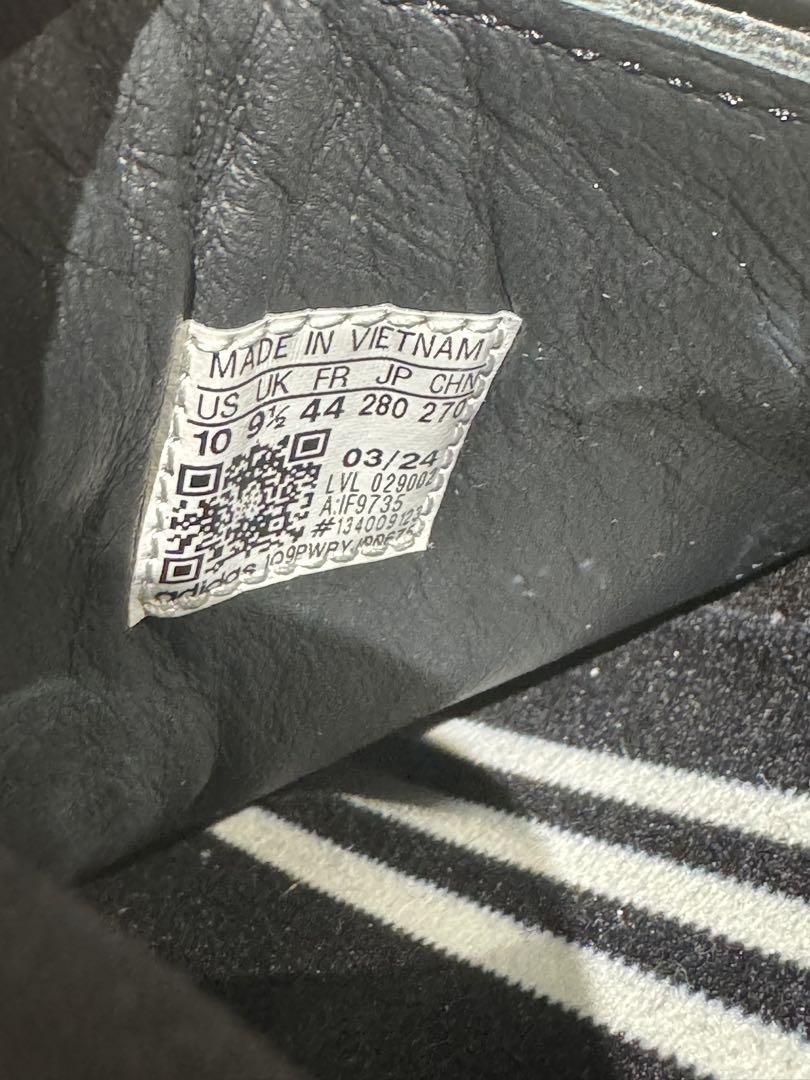 MADE IN VIETNAM
US UK FR JP CHN
10 9½ 44 280 270
03/24
LVL 029002
A:IF9735
#134009123
adidas